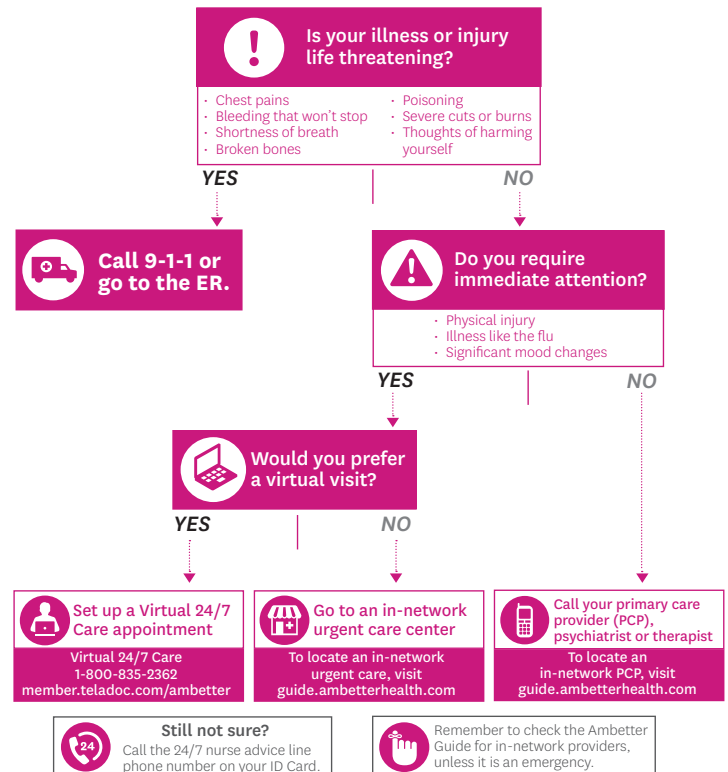 Is your illness or injury
life threatening?
· Chest pains
· Bleeding that won't stop
· Shortness of breath
· Broken bones
· Poisoning
· Severe cuts or burns
· Thoughts of harming
yourself
YES
NO
Call 9-1-1 or
go to the ER.
Do you require
immediate attention?
· Physical injury
· Illness like the flu
· Significant mood changes
YES
NO
Would you prefer
a virtual visit?
YES
NO
Set up a Virtual 24/7
Care appointment
Virtual 24/7 Care
1-800-835-2362
member.teladoc.com/ambetter
Go to an in-network
urgent care center
To locate an in-network
urgent care, visit
guide.ambetterhealth.com
Call your primary care
provider (PCP),
psychiatrist or therapist
To locate an
in-network PCP, visit
guide.ambetterhealth.com
24
Still not sure?
Call the 24/7 nurse advice line
phone number on your ID Card.
Remember to check the Ambetter
Guide for in-network providers,
unless it is an emergency.